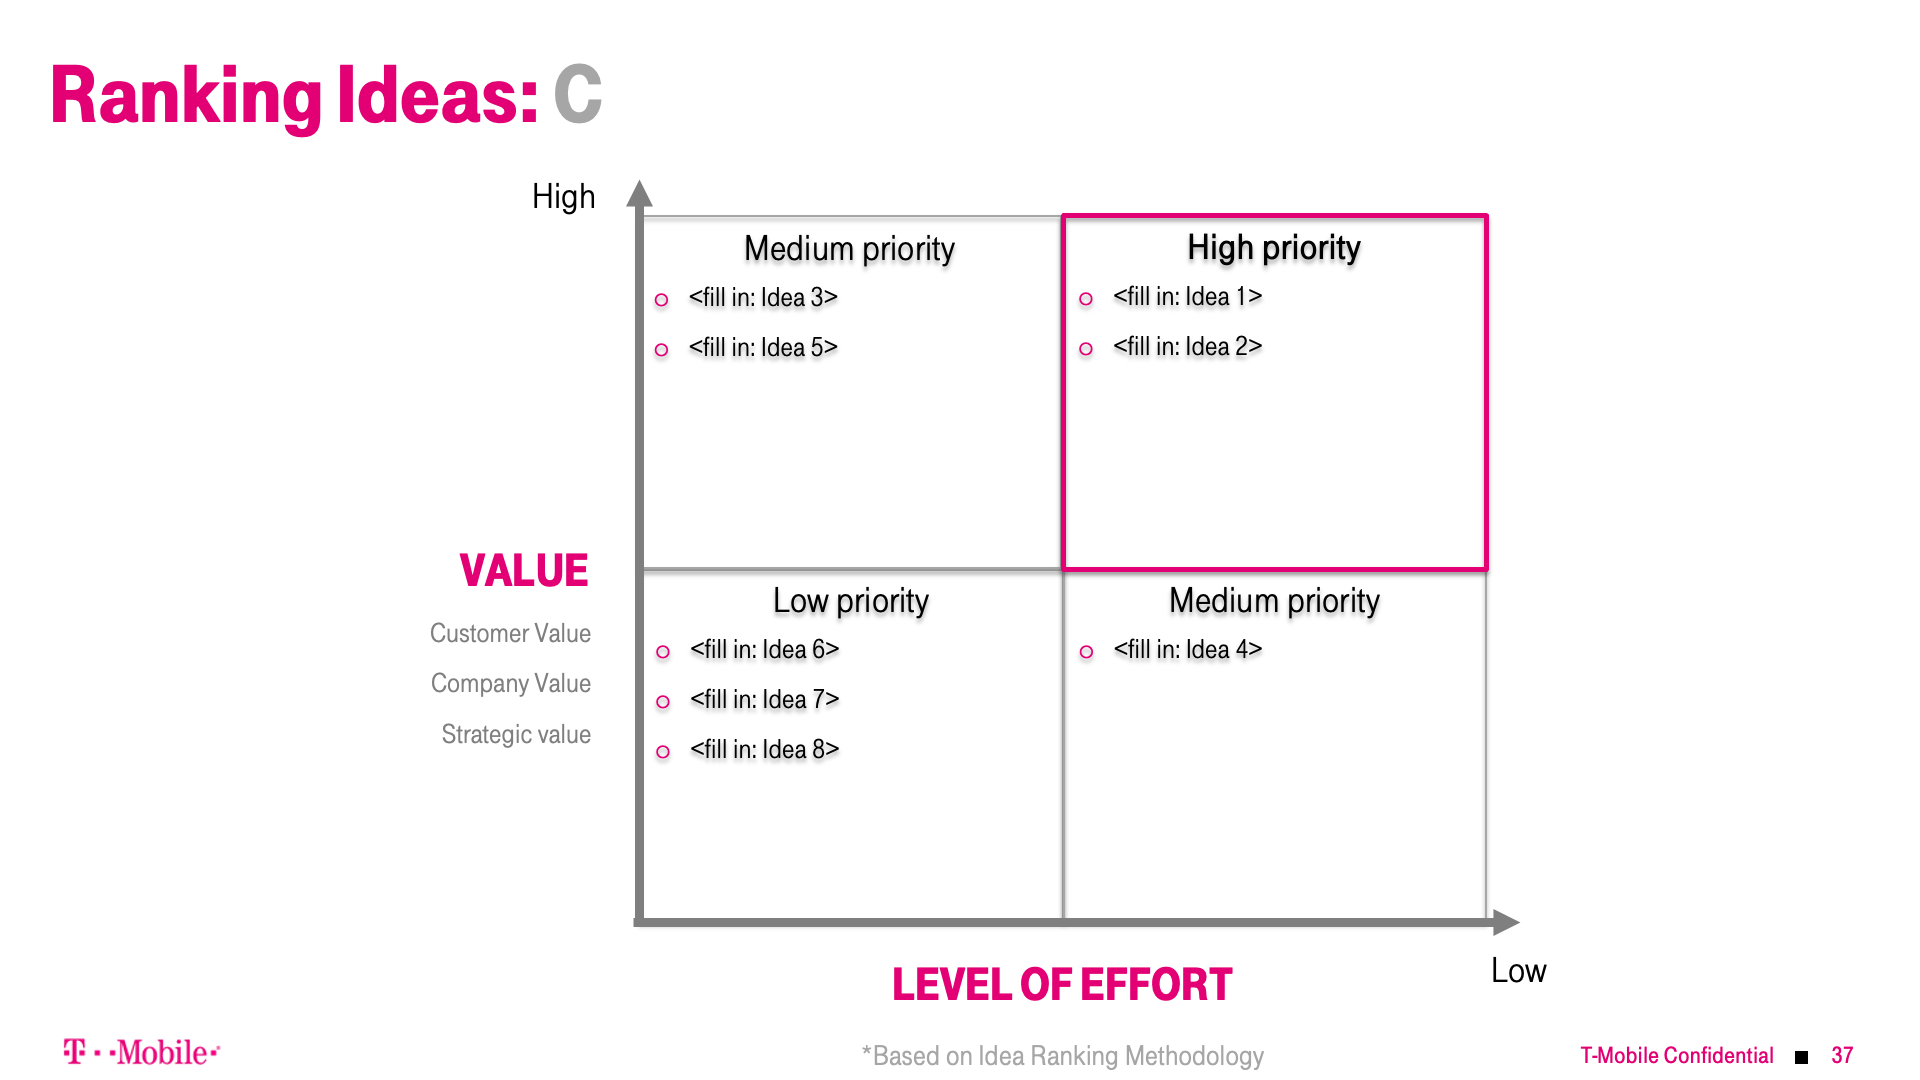 Ranking Ideas: C
High
Medium priority
<fill in: Idea 3>
<fill in: Idea 5>
High priority
<fill in: Idea 1>
<fill in: Idea 2>
VALUE
Customer Value
Company Value
Strategic value
Low priority
<fill in: Idea 6>
<fill in: Idea 7>
<fill in: Idea 8>
Medium priority
<fill in: Idea 4>
LEVEL OF EFFORT
Low
T··Mobile·
*Based on Idea Ranking Methodology
T-Mobile Confidential ■ 37